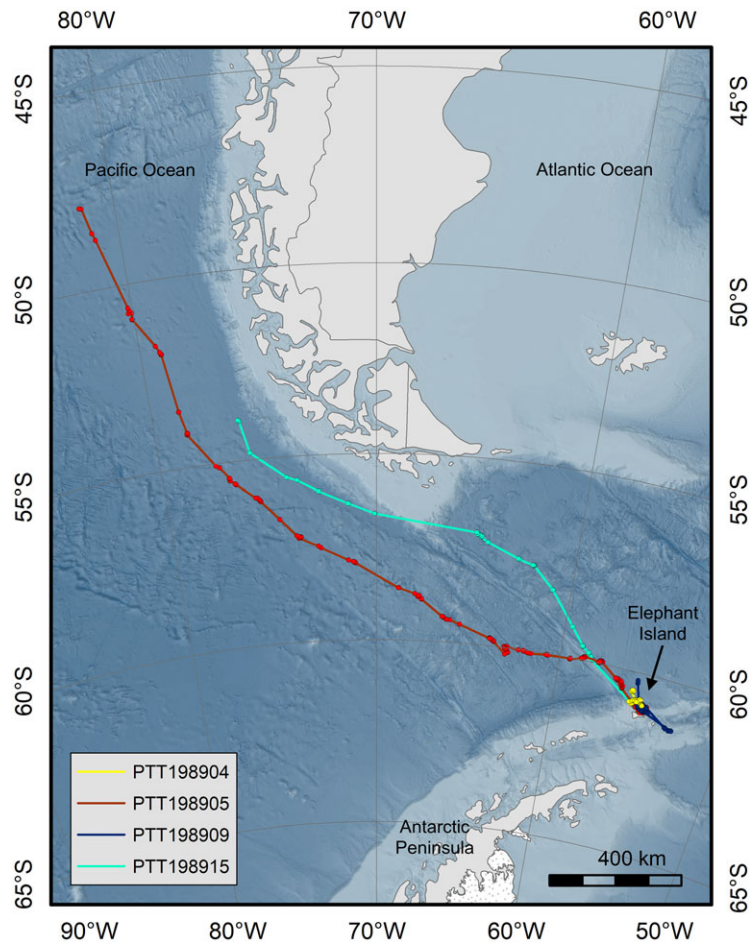 80°W 70°W 60°W
45°S 45°S
Pacific Ocean Atlantic Ocean
50°S 50°S
55°S 55°S
Elephant
Island
60°S 60°S
PTT198904
PTT198905
PTT198909
PTT198915
Antarctic
Peninsula
400 km
65°S 65°S
90°W 80°W 70°W 60°W 50°W